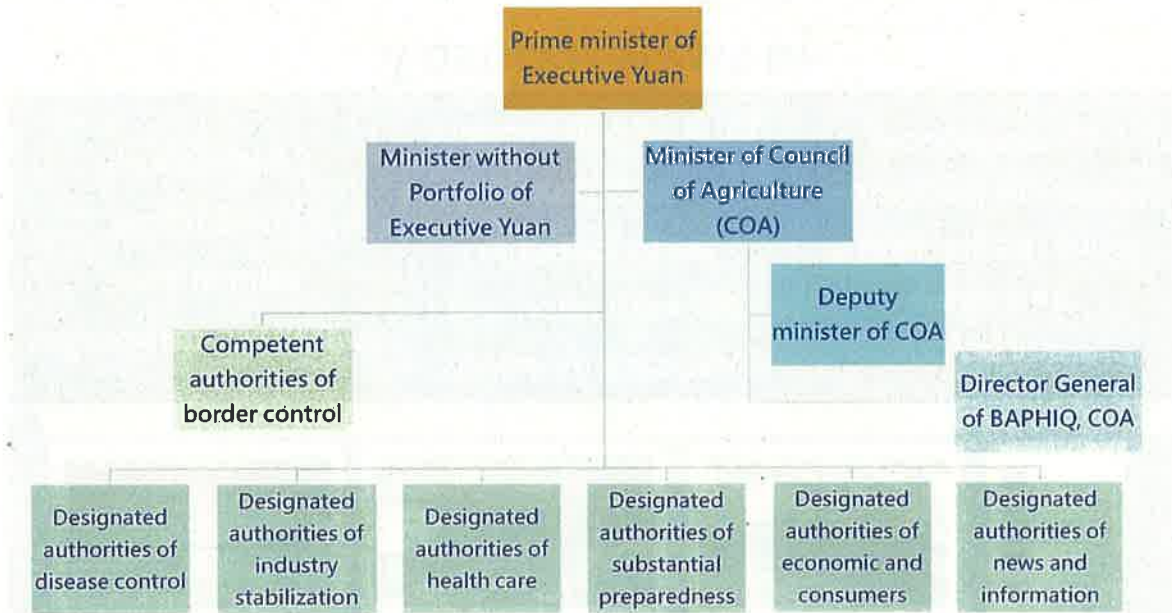 Prime minister of
Executive Yuan
Minister without
Portfolio of
Executive Yuan
Minister of Council
of Agriculture
(COA)
Deputy
minister of COA
Competent
authorities of
border control
Director General
of BAPHIQ, COA
Designated
authorities of
disease control
Designated
authorities of
industry
stabilization
Designated
authorities of
health care
Designated
authorities of
substantial
preparedness
Designated
authorities of
economic and
consumers
Designated
authorities of
news and
information